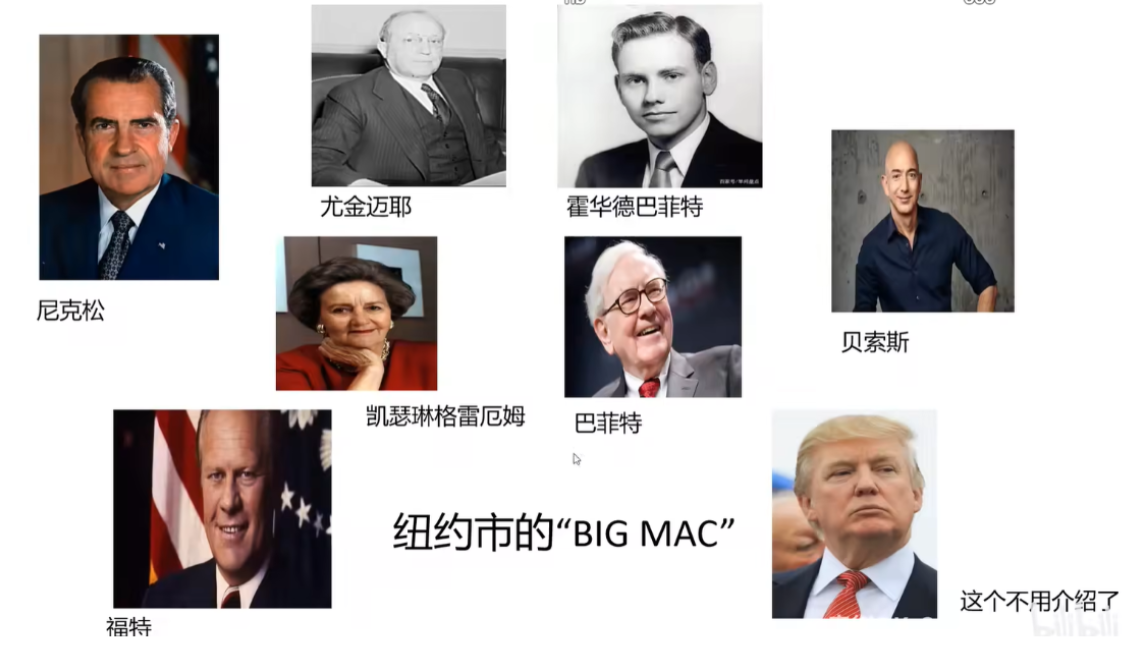 尤金迈耶
霍华德巴菲特
尼克松
贝索斯
凯瑟琳格雷厄姆
巴菲特
纽约市的“BIG MAC”
这个不用介绍了
福特
bilibili